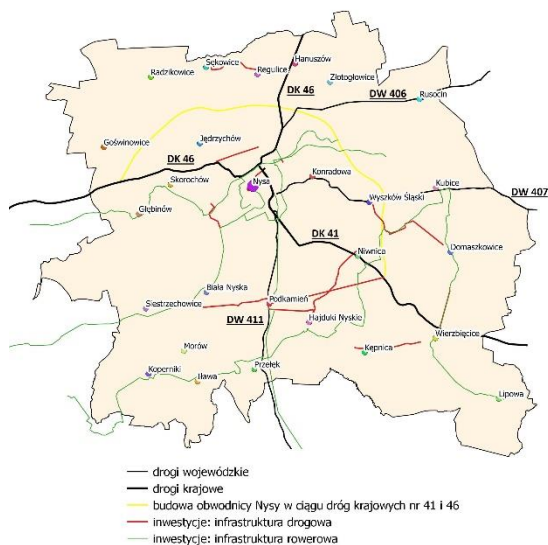 Sękowice
Hanuszów
Radzikowice
Regulice
Złotogłowice
DK 46
DW 406
Rusocin
Goświnowice
Jędrzychów
DK 46
Skorochów
Nysa
Konradowa
Kubice
DW 407
Głębinów
Wyszków Śląski
DK 41
Niwnica
Domaszkowice
Biała Nyska
Siestrzechowice
Podkamień
DW 411
Hajduki Nyskie
Wierzbięcice
Morów
Kępnica
Koperniki
Iława
Przełęk
Lipowa
drogi wojewódzkie
drogi krajowe
budowa obwodnicy Nysy w ciągu dróg krajowych nr 41 i 46
inwestycje: infrastruktura drogowa
inwestycje: infrastruktura rowerowa